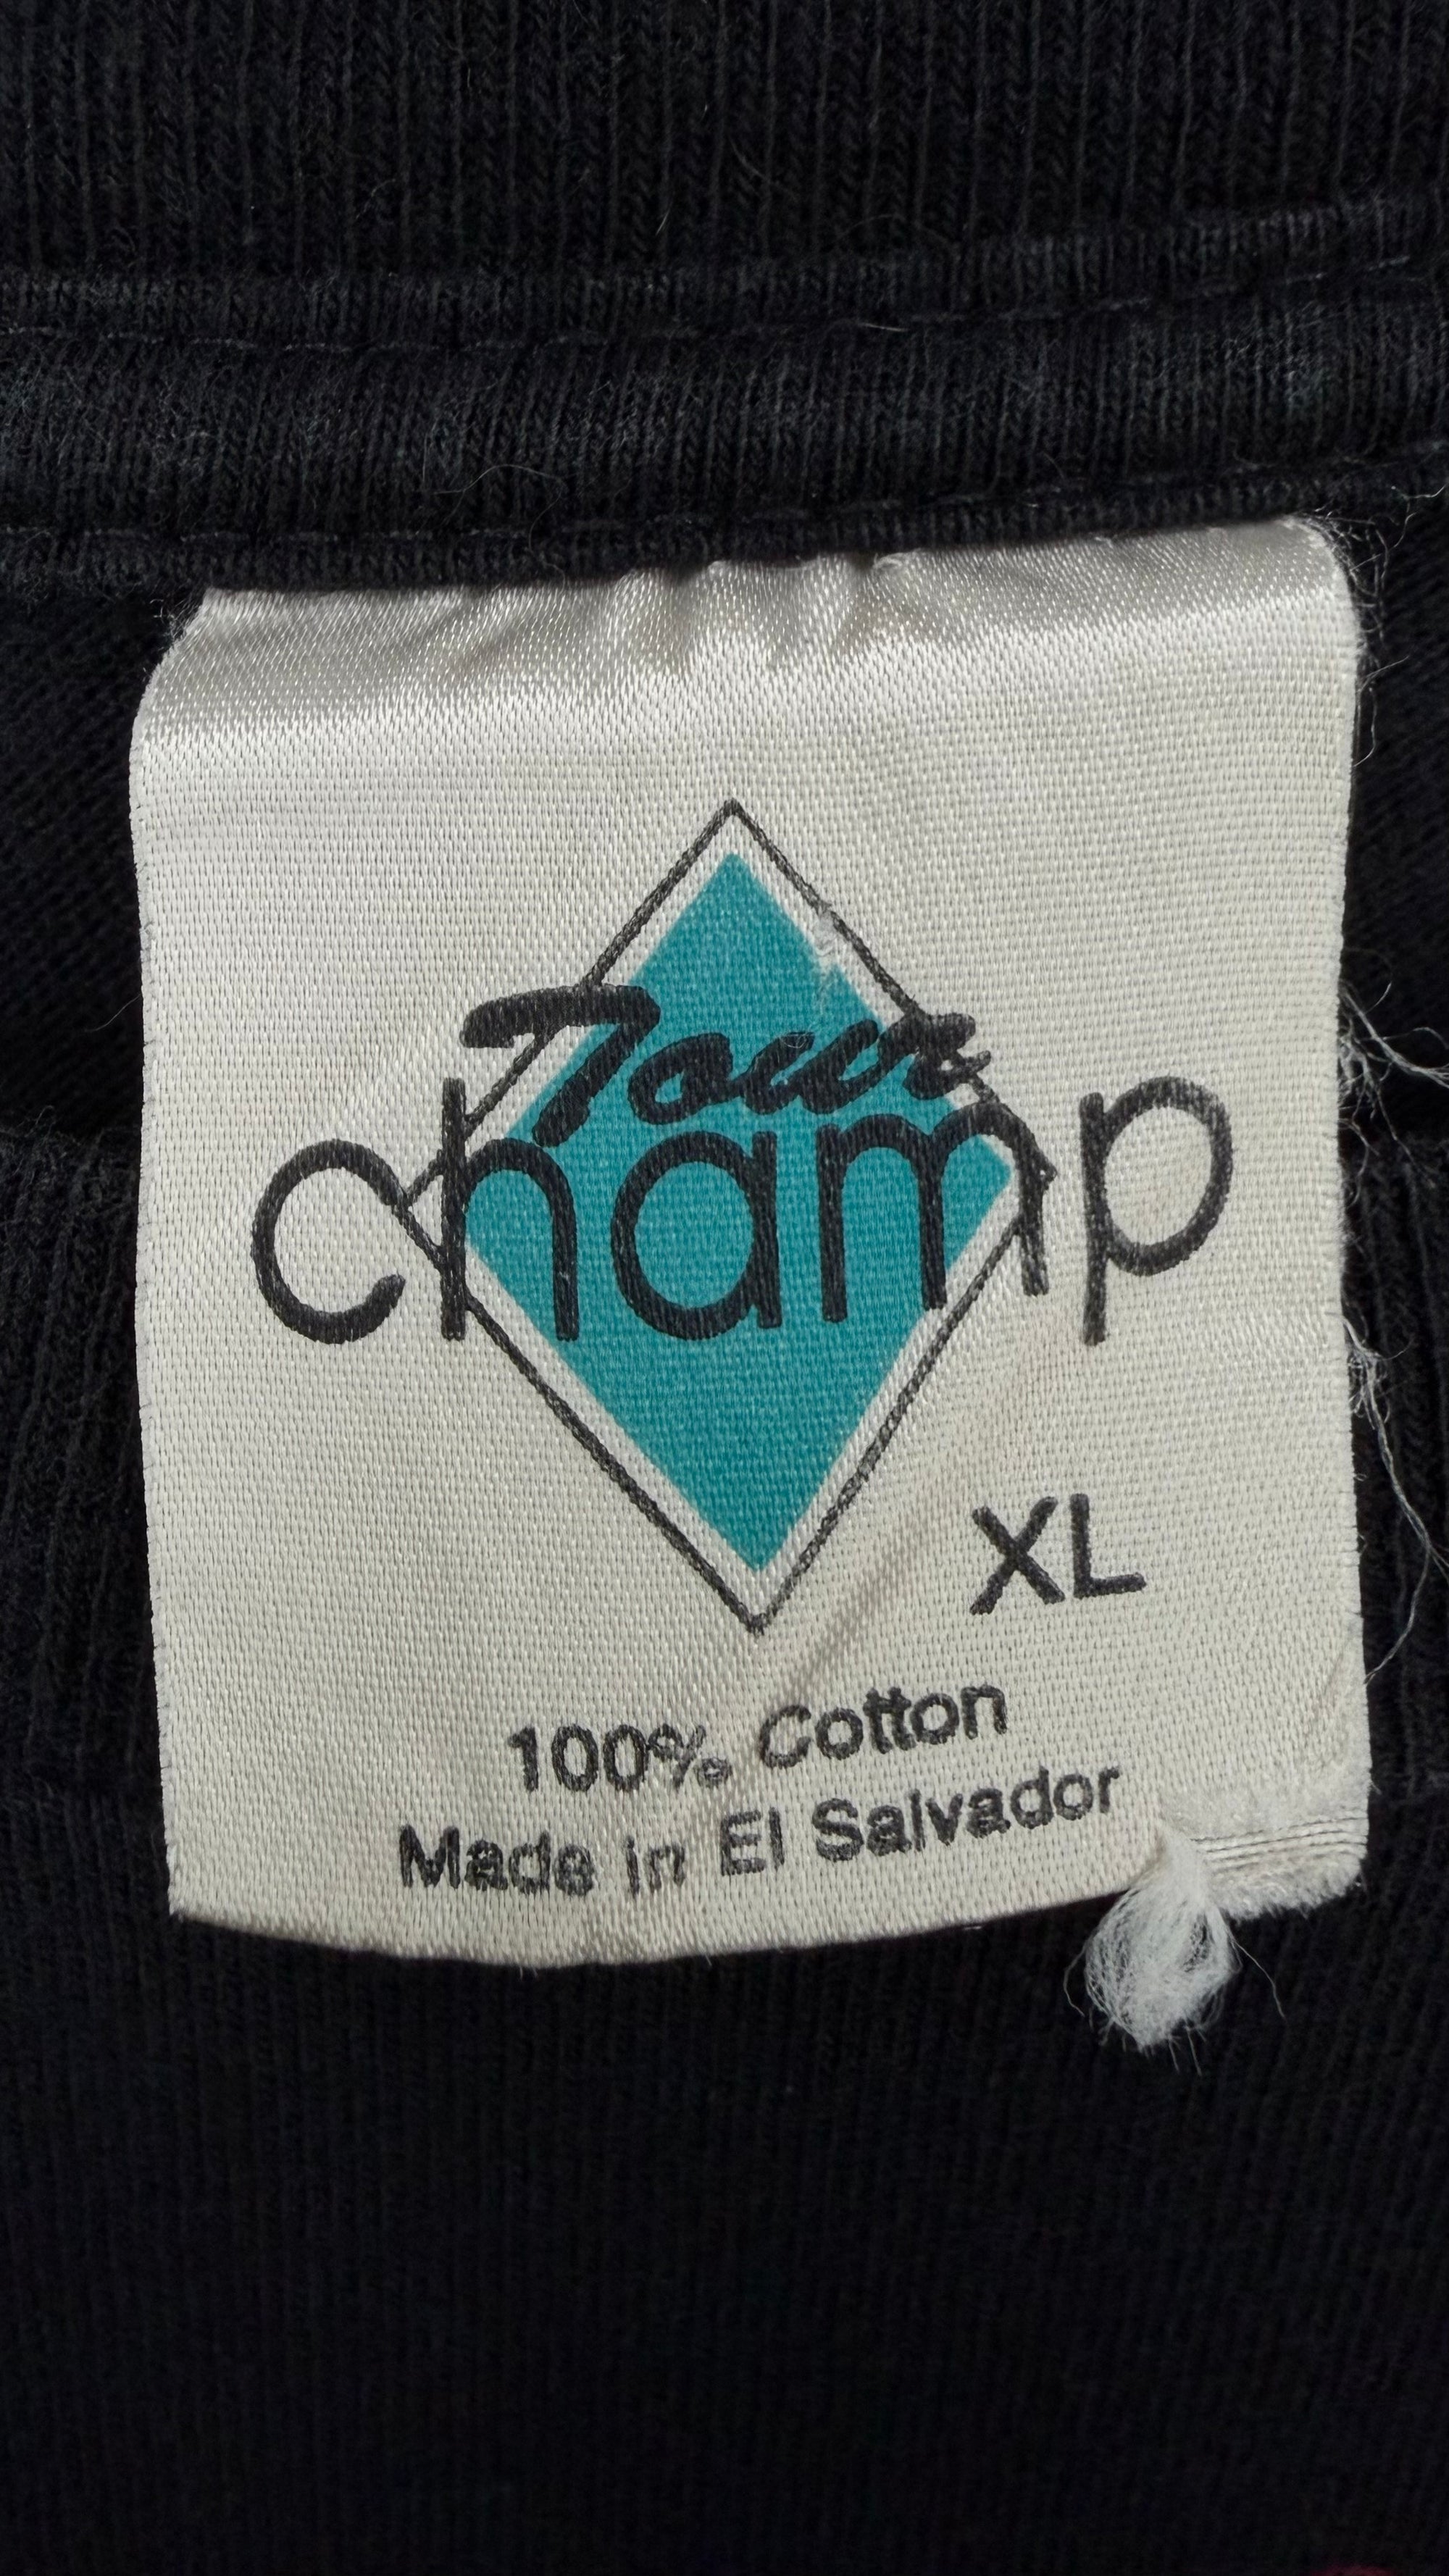 Tour
champ
XL
100% Cotton
Made in El Salvador